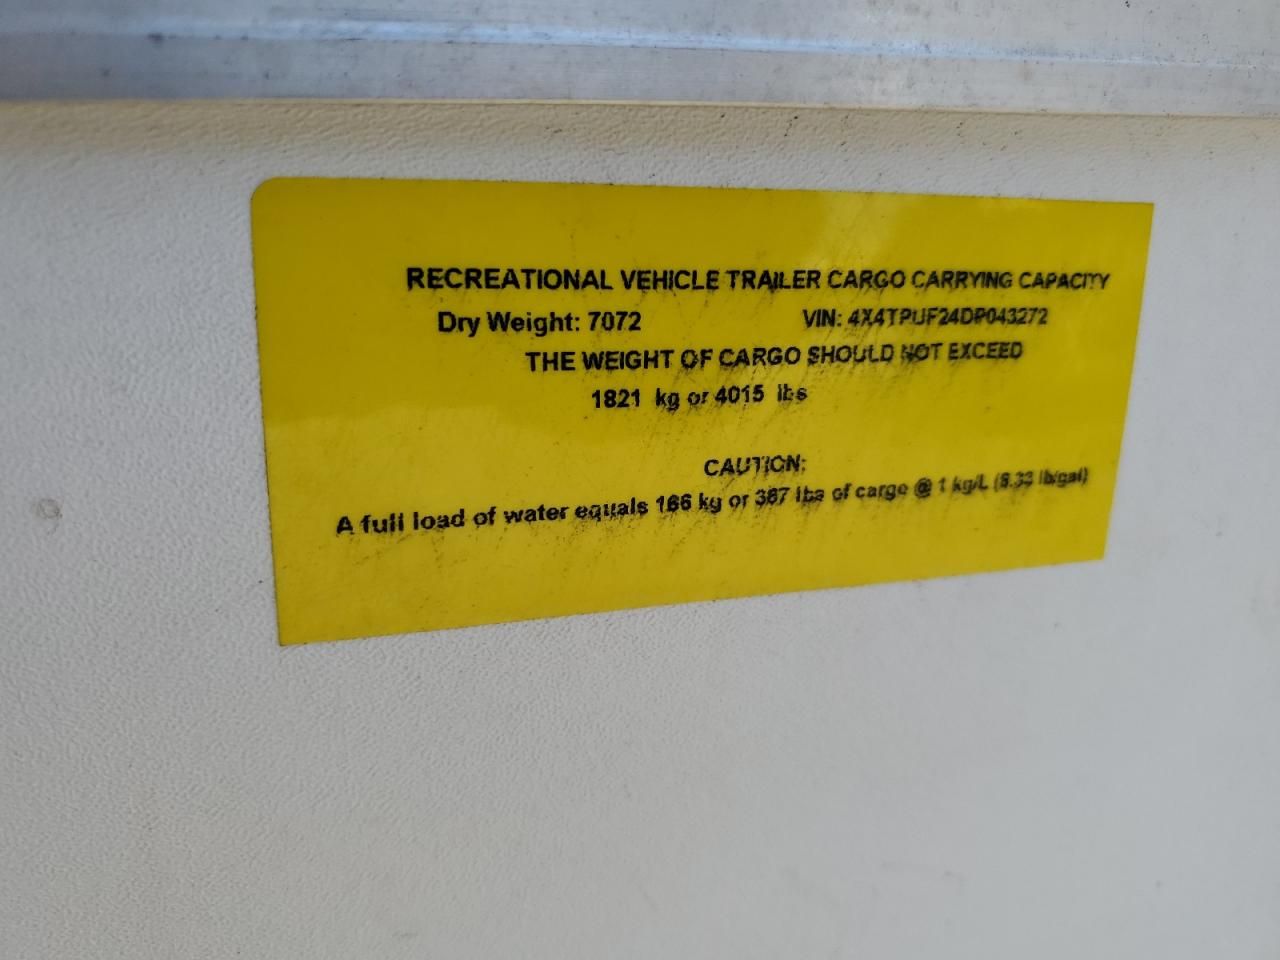 RECREATIONAL VEHICLE TRAILER CARGO CARRYING CAPACITY
Dry Weight: 7072 VIN: 4X4TPUF24DP043272
THE WEIGHT OF CARGO SHOULD NOT EXCEED
1821 kg or 4015 lbs
CAUTION:
A full load of water equals 166 kg or 367 lbs of cargo @ 1 kg/L (8.33 lb/gal)